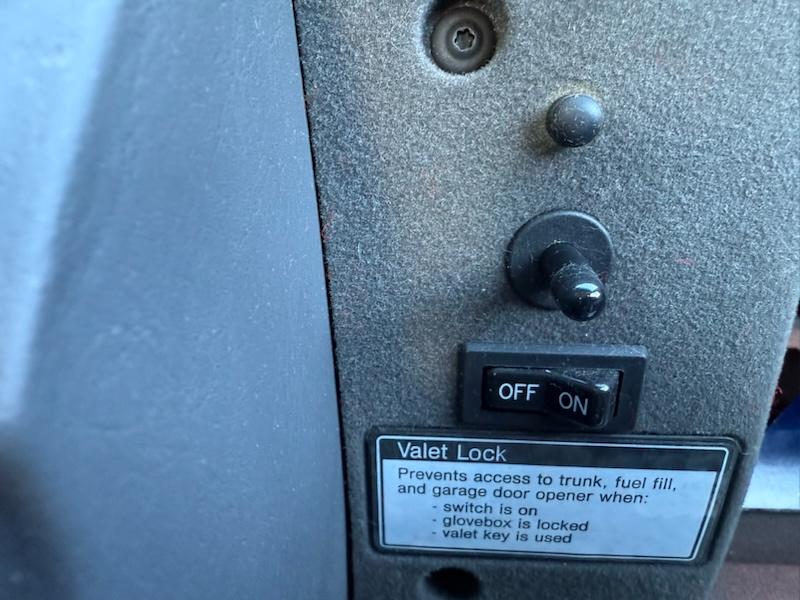 OFF ON
Valet Lock
Prevents access to trunk, fuel fill,
and garage door opener when:
- switch is on
- glovebox is locked
- valet key is used